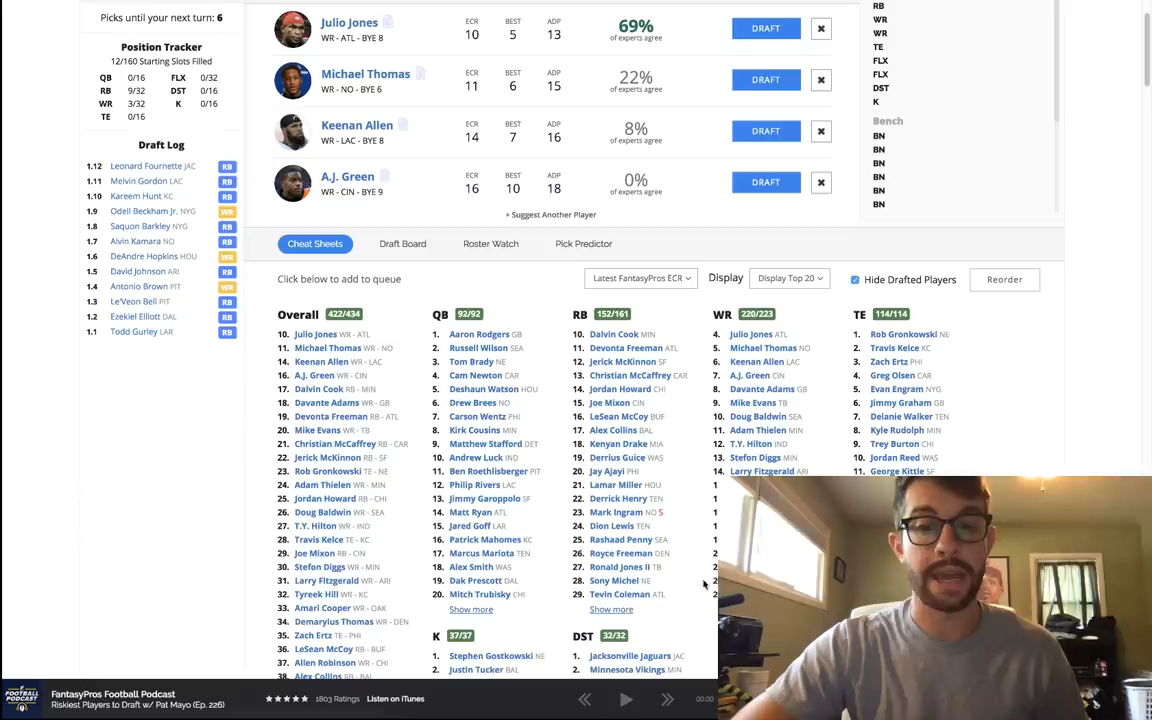 Picks until your next turn: 6
Position Tracker
12/160 Starting Slots Filled
QB 0/16 FLX 0/32
RB 9/32 DST 0/16
WR 3/32 K 0/16
TE 0/16
Draft Log
1.12 Leonard Fournette JAC RB
1.11 Melvin Gordon LAC RB
1.10 Kareem Hunt KC RB
1.9 Odell Beckham Jr. NYG WR
1.8 Saquon Barkley NYG RB
1.7 Alvin Kamara NO RB
1.6 DeAndre Hopkins HOU WR
1.5 David Johnson ARI RB
1.4 Antonio Brown PIT WR
1.3 Le'Veon Bell PIT RB
1.2 Ezekiel Elliott DAL RB
1.1 Todd Gurley LAR RB
Julio Jones ECR BEST ADP 69% DRAFT
WR - ATL - BYE 8 10 5 13 of experts agree
Michael Thomas ECR BEST ADP 22% DRAFT
WR - NO - BYE 6 11 6 15 of experts agree
Keenan Allen ECR BEST ADP 8% DRAFT
WR - LAC - BYE 8 14 7 16 of experts agree
A.J. Green ECR BEST ADP 0% DRAFT
WR - CIN - BYE 9 16 10 18 of experts agree
+ Suggest Another Player
RB
WR
WR
TE
FLX
FLX
DST
K
Bench
BN
BN
BN
BN
BN
BN
Cheat Sheets Draft Board Roster Watch Pick Predictor
Click below to add to queue Latest FantasyPros ECR Display Display Top 20 Hide Drafted Players Reorder
Overall 422/434
10. Julio Jones WR - ATL
11. Michael Thomas WR - NO
14. Keenan Allen WR - LAC
16. A.J. Green WR - CIN
17. Dalvin Cook RB - MIN
18. Davante Adams WR - GB
19. Devonta Freeman RB - ATL
20. Mike Evans WR - TB
21. Christian McCaffrey RB - CAR
22. Jerick McKinnon RB - SF
23. Rob Gronkowski TE - NE
24. Adam Thielen WR - MIN
25. Jordan Howard RB - CHI
26. Doug Baldwin WR - SEA
27. T.Y. Hilton WR - IND
28. Travis Kelce TE - KC
29. Joe Mixon RB - CIN
30. Stefon Diggs WR - MIN
31. Larry Fitzgerald WR - ARI
32. Tyreek Hill WR - KC
33. Amari Cooper WR - OAK
34. Demaryius Thomas WR - DEN
35. Zach Ertz TE - PHI
36. LeSean McCoy RB - BUF
37. Allen Robinson WR - CHI
38. Alex Collins RB - BAL
QB 92/92
1. Aaron Rodgers GB
2. Russell Wilson SEA
3. Tom Brady NE
4. Cam Newton CAR
5. Deshaun Watson HOU
6. Drew Brees NO
7. Carson Wentz PHI
8. Kirk Cousins MIN
9. Matthew Stafford DET
10. Andrew Luck IND
11. Ben Roethlisberger PIT
12. Philip Rivers LAC
13. Jimmy Garoppolo SF
14. Matt Ryan ATL
15. Jared Goff LAR
16. Patrick Mahomes KC
17. Marcus Mariota TEN
18. Alex Smith WAS
19. Dak Prescott DAL
20. Mitch Trubisky CHI
Show more
K 37/37
1. Stephen Gostkowski NE
2. Justin Tucker BAL
RB 152/161
10. Dalvin Cook MIN
11. Devonta Freeman ATL
12. Jerick McKinnon SF
13. Christian McCaffrey CAR
14. Jordan Howard CHI
15. Joe Mixon CIN
16. LeSean McCoy BUF
17. Alex Collins BAL
18. Kenyan Drake MIA
19. Derrius Guice WAS
20. Jay Ajayi PHI
21. Lamar Miller HOU
22. Derrick Henry TEN
23. Mark Ingram NO S
24. Dion Lewis TEN
25. Rashaad Penny SEA
26. Royce Freeman DEN
27. Ronald Jones II TB
28. Sony Michel NE
29. Tevin Coleman ATL
Show more
DST 32/32
1. Jacksonville Jaguars JAC
2. Minnesota Vikings MIN
WR 220/223
4. Julio Jones ATL
5. Michael Thomas NO
6. Keenan Allen LAC
7. A.J. Green CIN
8. Davante Adams GB
9. Mike Evans TB
10. Doug Baldwin SEA
11. Adam Thielen MIN
12. T.Y. Hilton IND
13. Stefon Diggs MIN
14. Larry Fitzgerald ARI
1
1
1
1
2
2
2
TE 114/114
1. Rob Gronkowski NE
2. Travis Kelce KC
3. Zach Ertz PHI
4. Greg Olsen CAR
5. Evan Engram NYG
6. Jimmy Graham GB
7. Delanie Walker TEN
8. Kyle Rudolph MIN
9. Trey Burton CHI
10. Jordan Reed WAS
11. George Kittle SF
FOOTBALL PODCAST
FantasyPros Football Podcast 1803 Ratings Listen on iTunes 00:00
Riskiest Players to Draft w/ Pat Mayo (Ep. 226)